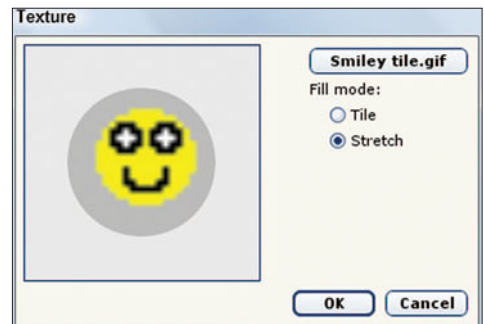 Texture
Smiley tile.gif
Fill mode:
Tile
Stretch
OK
Cancel